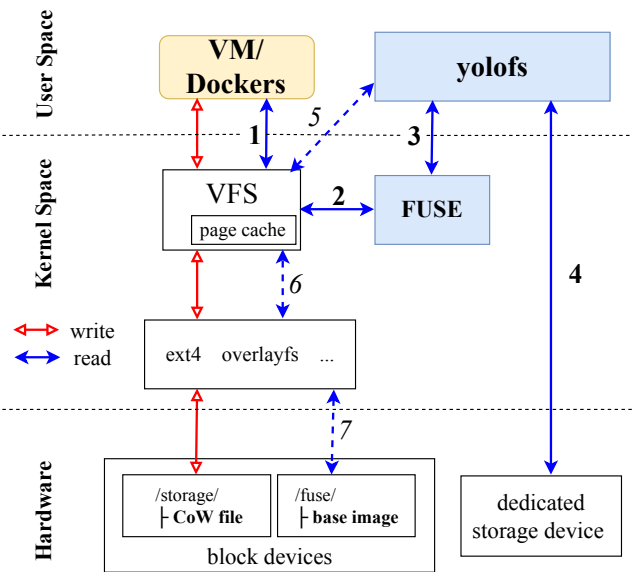 User Space
VM/
Dockers
yolofs
1
5
3
Kernel Space
VFS
page cache
2
FUSE
4
6
write
read
ext4 overlayfs ...
7
Hardware
/storage/
├ CoW file
/fuse/
├ base image
block devices
dedicated
storage device